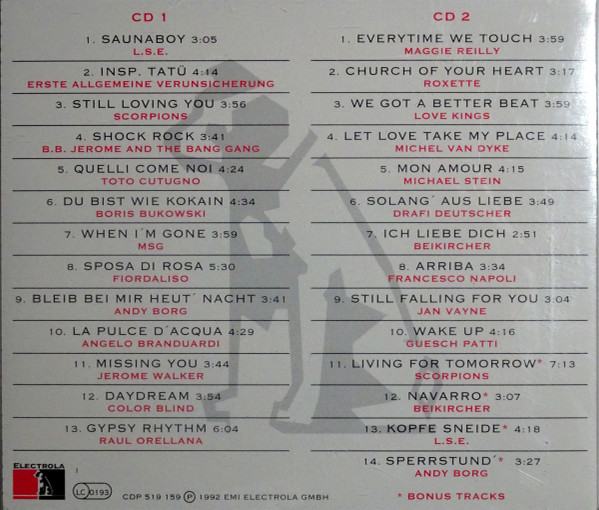 CD 1
1. SAUNABOY 3:05
L.S.E.
2. INSP. TATÜ 4:14
ERSTE ALLGEMEINE VERUNSICHERUNG
3. STILL LOVING YOU 3:56
SCORPIONS
4. SHOCK ROCK 3:41
B.B. JEROME AND THE BANG GANG
5. QUELLI COME NOI 4:24
TOTO CUTUGNO
6. DU BIST WIE KOKAIN 4:34
BORIS BUKOWSKI
7. WHEN I´M GONE 3:59
MSG
8. SPOSA DI ROSA 5:30
FIORDALISO
9. BLEIB BEI MIR HEUT´ NACHT 3:41
ANDY BORG
10. LA PULCE D´ACQUA 4:29
ANGELO BRANDUARDI
11. MISSING YOU 3:44
JEROME WALKER
12. DAYDREAM 3:54
COLOR BLIND
13. GYPSY RHYTHM 6:04
RAUL ORELLANA
CD 2
1. EVERYTIME WE TOUCH 3:59
MAGGIE REILLY
2. CHURCH OF YOUR HEART 3:17
ROXETTE
3. WE GOT A BETTER BEAT 3:59
LOVE KINGS
4. LET LOVE TAKE MY PLACE 4:14
MICHEL VAN DYKE
5. MON AMOUR 4:15
MICHAEL STEIN
6. SOLANG´ AUS LIEBE 3:49
DRAFI DEUTSCHER
7. ICH LIEBE DICH 2:51
BEIKIRCHER
8. ARRIBA 3:34
FRANCESCO NAPOLI
9. STILL FALLING FOR YOU 3:04
JAN VAYNE
10. WAKE UP 4:16
GUESCH PATTI
11. LIVING FOR TOMORROW* 7:13
SCORPIONS
12. NAVARRO* 3:07
BEIKIRCHER
13. KOPFE SNEIDE* 4:18
L.S.E.
14. SPERRSTUND´* 3:27
ANDY BORG
ELECTROLA
LC 0193
CDP 519 159 ℗ 1992 EMI ELECTROLA GMBH
* BONUS TRACKS